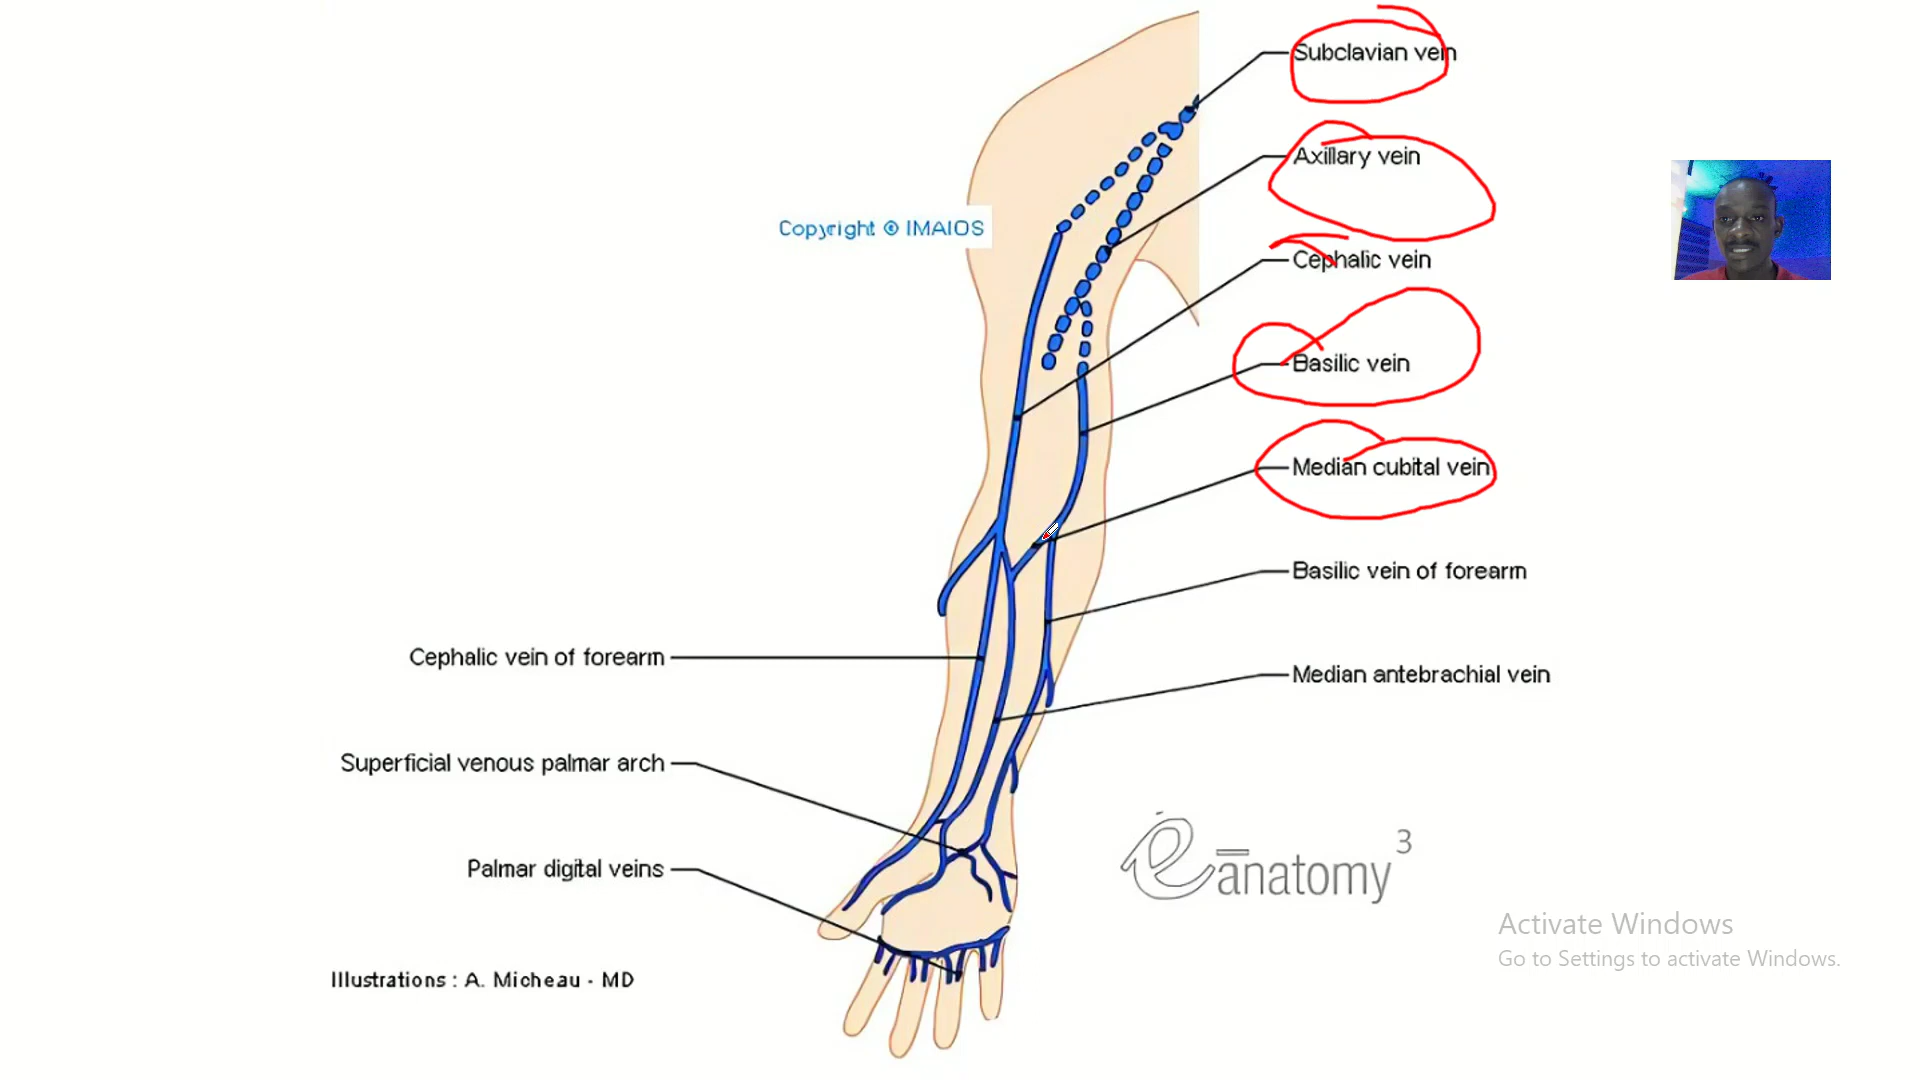 Subclavian vein
Axillary vein
Copyright © IMAIOS
Cephalic vein
Basilic vein
Median cubital vein
Basilic vein of forearm
Cephalic vein of forearm
Median antebrachial vein
Superficial venous palmar arch
Palmar digital veins
e-anatomy 3
Activate Windows
Go to Settings to activate Windows.
Illustrations : A. Micheau - MD